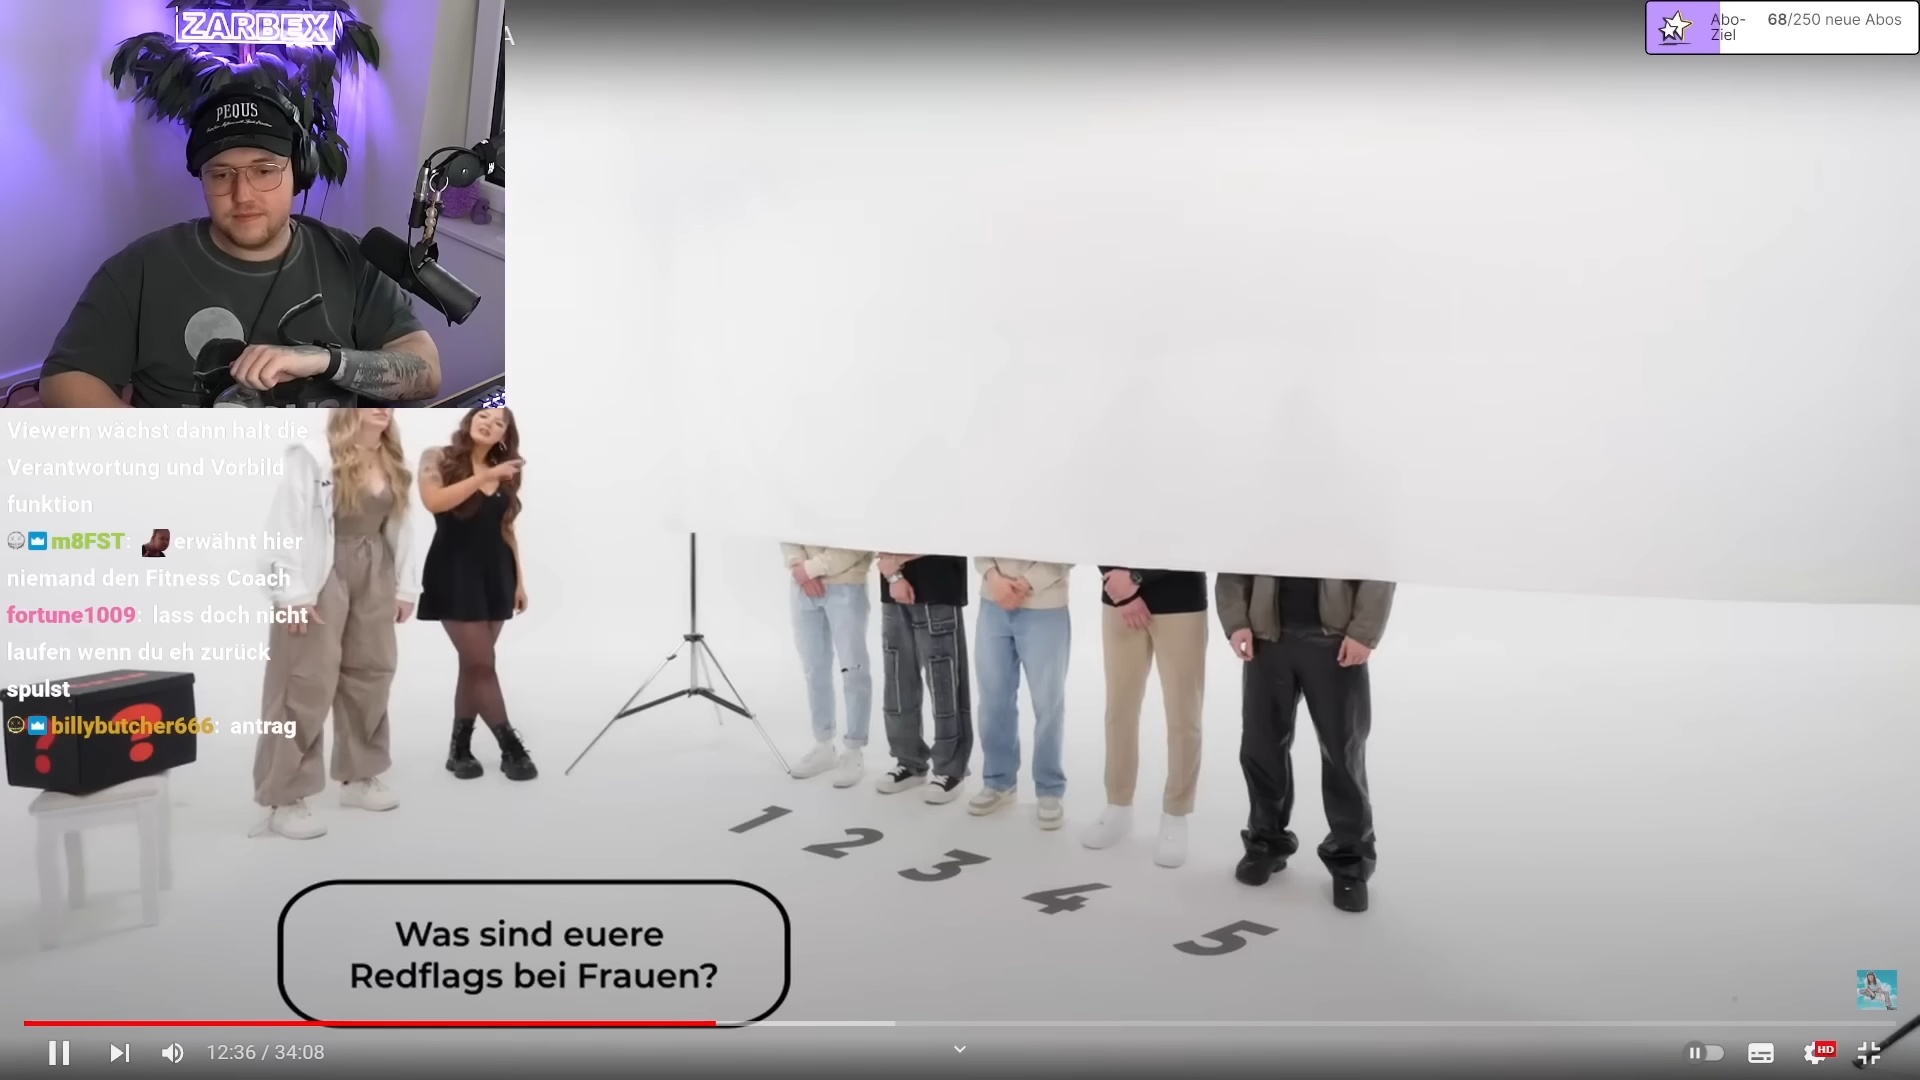 ZARBEX
PEQUS
A
Abo-
Ziel
68/250 neue Abos
Viewern wächst dann halt die
Verantwortung und Vorbild
funktion
m8FST: erwähnt hier
niemand den Fitness Coach
fortune1009: lass doch nicht
laufen wenn du eh zurück
spulst
billybutcher666: antrag
? ?
1
2
3
4
5
Was sind euere
Redflags bei Frauen?
12:36 / 34:08
HD